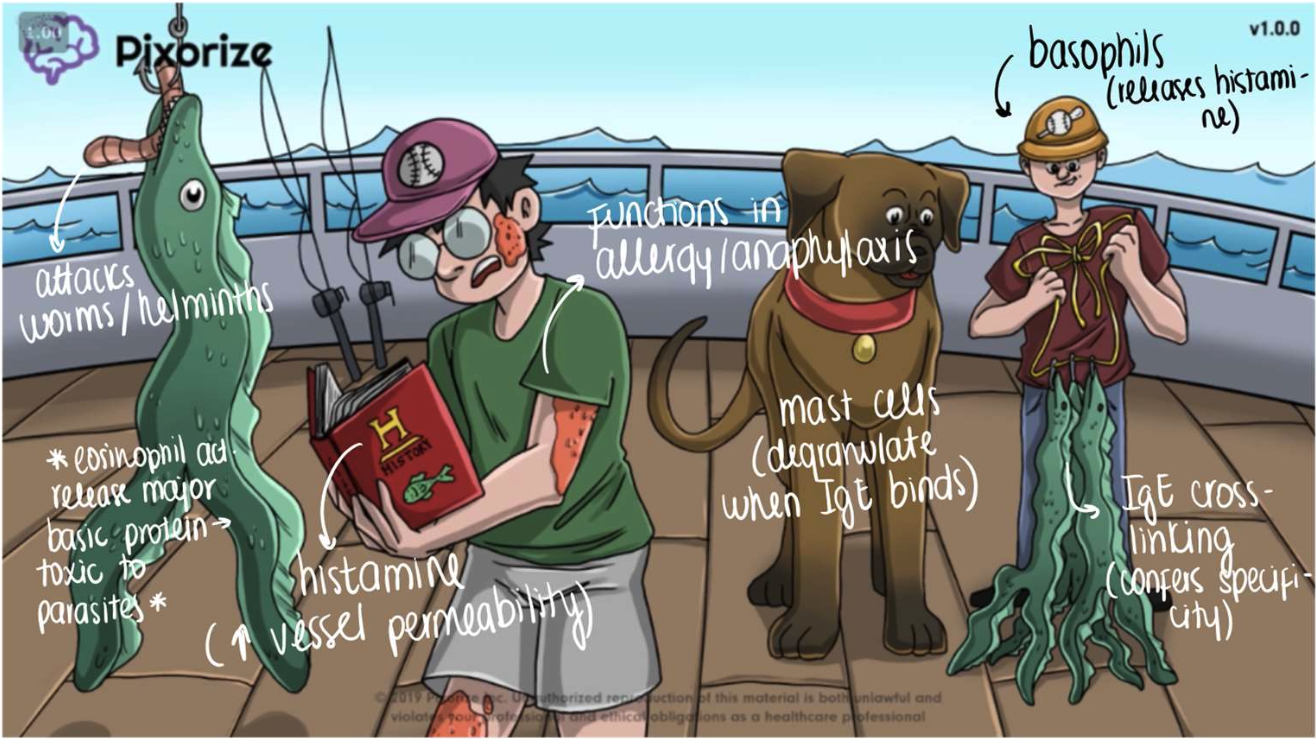 1.00
Pixorize
v1.0.0
basophils
(releases histami-
ne)
functions in
allergy/anaphylaxis
attacks
worms/helminths
mast cells
(degranulate
when IgE binds)
H
HISTORY
* eosinophil act.
release major
basic protein →
toxic to
parasites *
IgE cross-
linking
(confers specifi-
city)
histamine
(↑ vessel permeability)
© 2019 Pixorize Inc. Unauthorized reproduction of this material is both unlawful and
violates your professional and ethical obligations as a healthcare professional